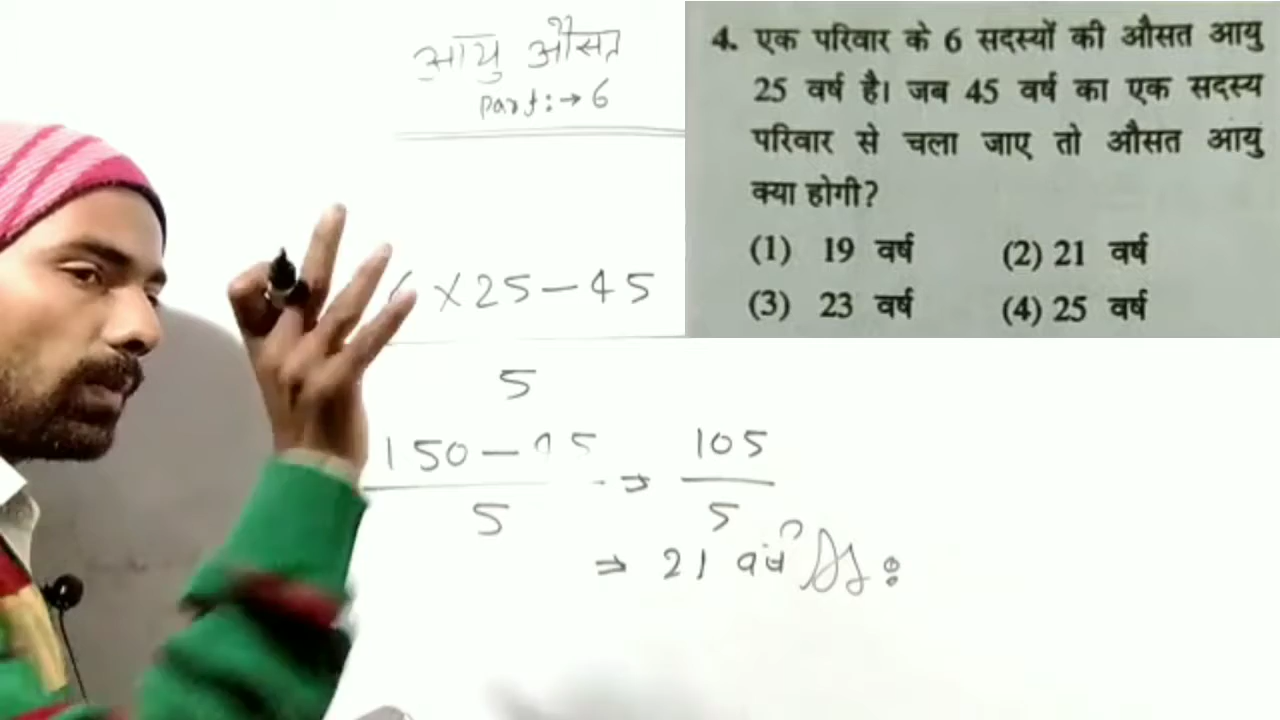 आयु औसत
Part:→6
4. एक परिवार के 6 सदस्यों की औसत आयु
25 वर्ष है। जब 45 वर्ष का एक सदस्य
परिवार से चला जाए तो औसत आयु
क्या होगी?
(1) 19 वर्ष (2) 21 वर्ष
(3) 23 वर्ष (4) 25 वर्ष
6×25-45
5
150-45 ⇒ 105
5 5
⇒ 21 वर्ष